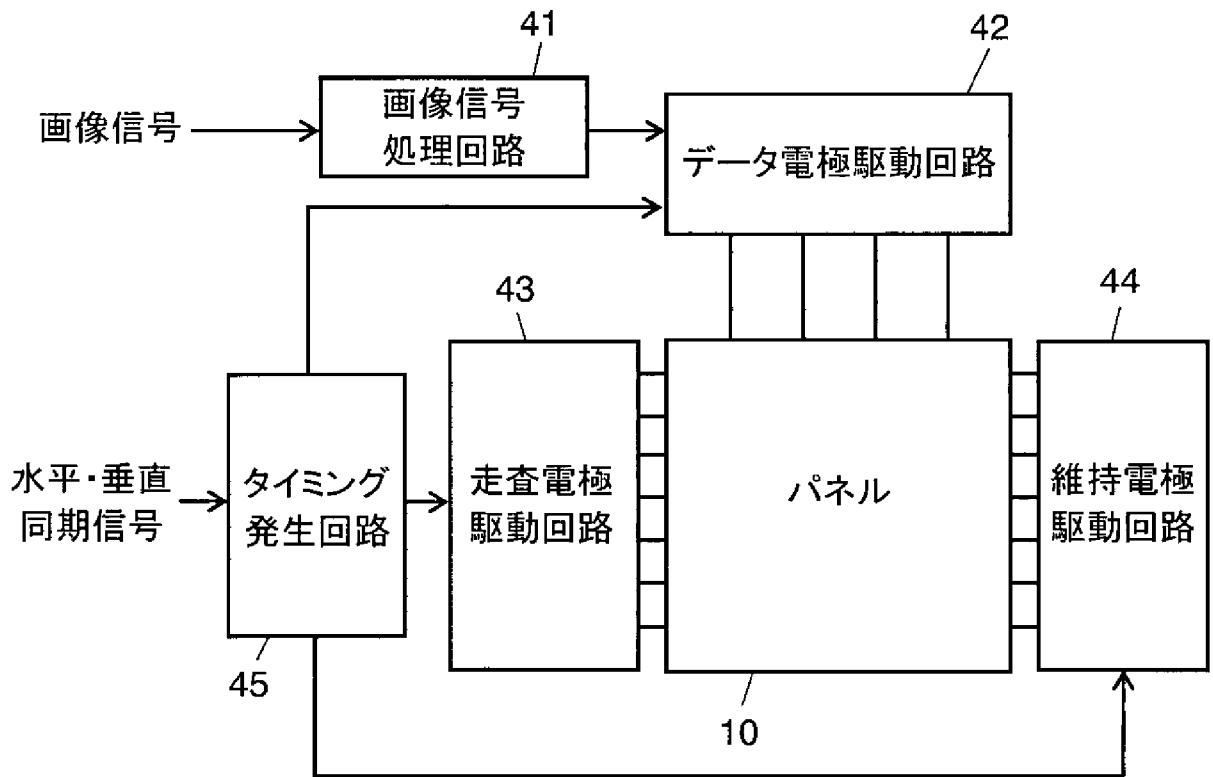 41
42
画像信号
画像信号
処理回路
データ電極駆動回路
43
44
水平・垂直
同期信号
タイミング
発生回路
走査電極
駆動回路
パネル
維持電極
駆動回路
45
10